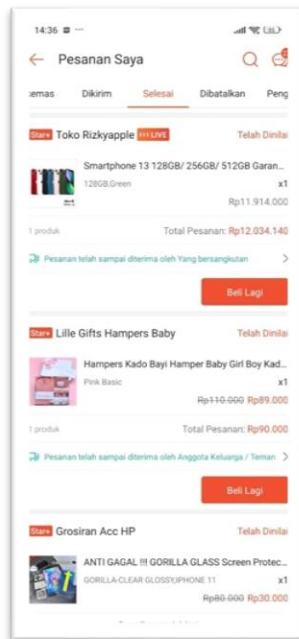 14:36
Pesanan Saya
emas Dikirim Selesai Dibatalkan Peng
Star+ Toko Rizkyapple LIVE Telah Dinilai
Smartphone 13 128GB/ 256GB/ 512GB Garan...
128GB,Green x1
Rp11.914.000
1 produk Total Pesanan: Rp12.034.140
Pesanan telah sampai diterima oleh Yang bersangkutan
Beli Lagi
Star+ Lille Gifts Hampers Baby Telah Dinilai
Hampers Kado Bayi Hamper Baby Girl Boy Kad...
Pink Basic x1
Rp110.000 Rp89.000
1 produk Total Pesanan: Rp90.000
Pesanan telah sampai diterima oleh Anggota Keluarga / Teman
Beli Lagi
Star+ Grosiran Acc HP Telah Dinilai
ANTI GAGAL !!! GORILLA GLASS Screen Protec...
GORILLA-CLEAR GLOSSY,IPHONE 11 x1
Rp80.000 Rp30.000